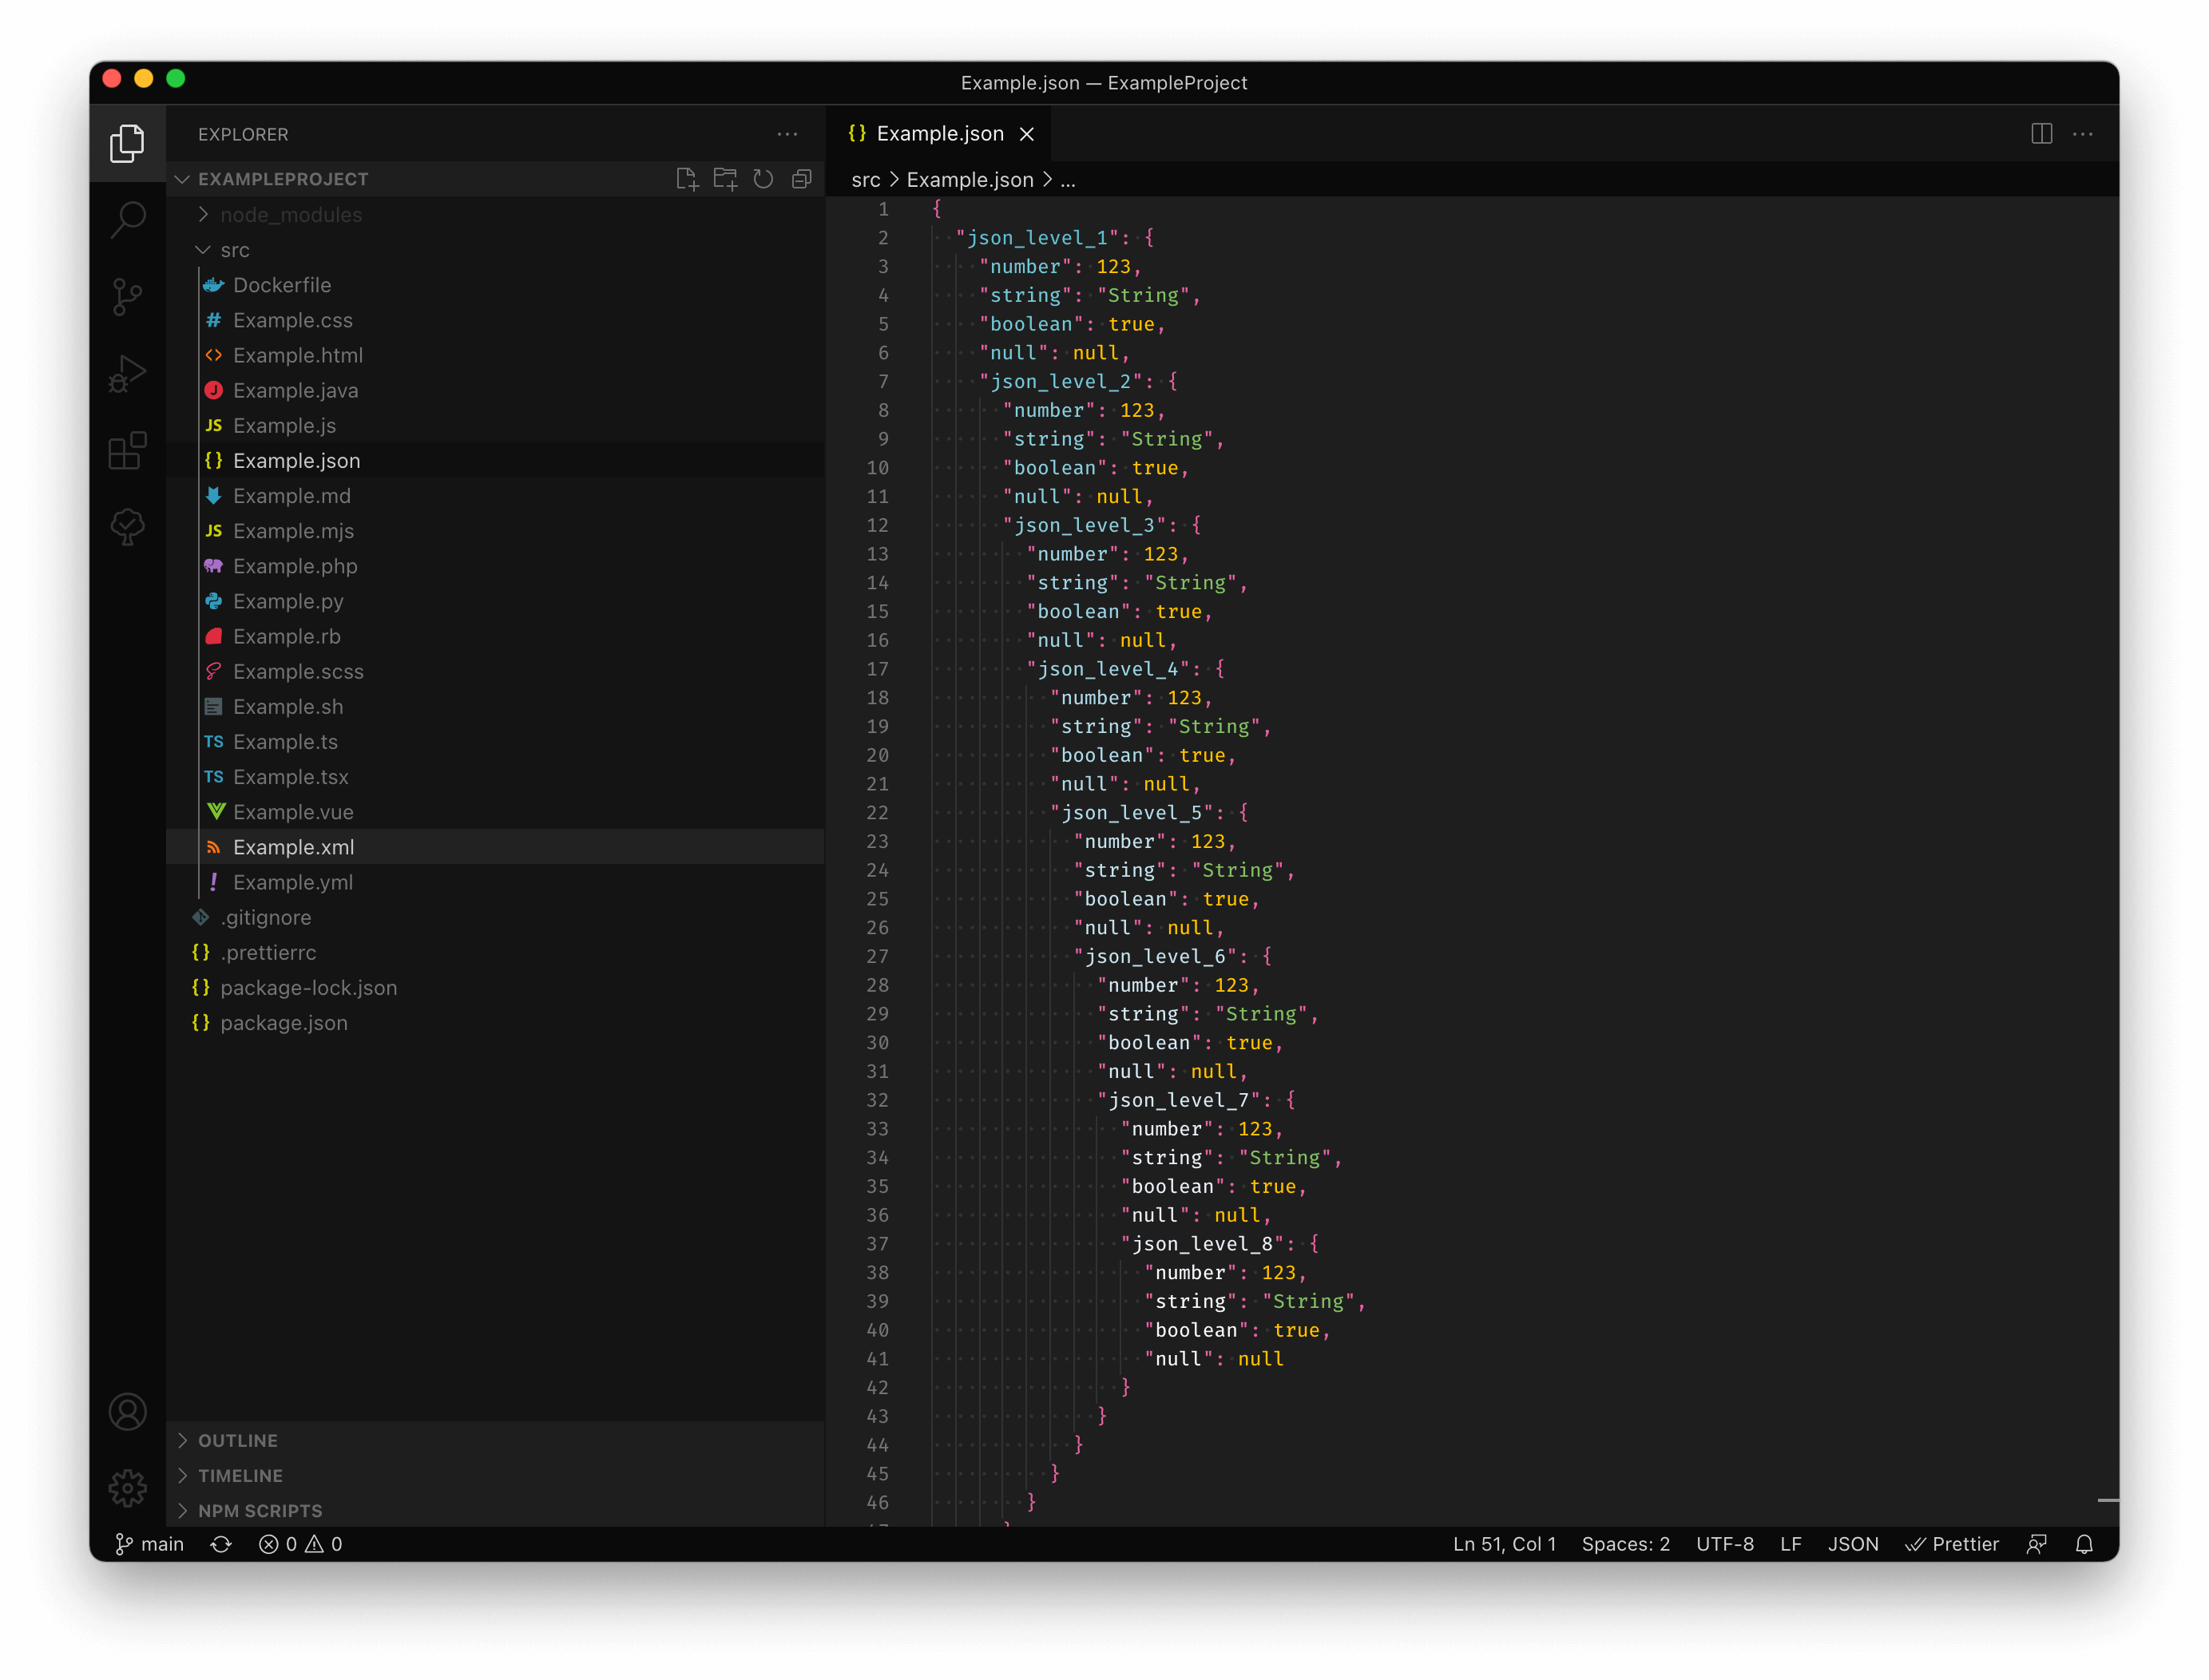 Example.json — ExampleProject
EXPLORER
EXAMPLEPROJECT
node_modules
src
Dockerfile
Example.css
Example.html
Example.java
Example.js
Example.json
Example.md
Example.mjs
Example.php
Example.py
Example.rb
Example.scss
Example.sh
Example.ts
Example.tsx
Example.vue
Example.xml
Example.yml
.gitignore
.prettierrc
package-lock.json
package.json
OUTLINE
TIMELINE
NPM SCRIPTS
{} Example.json
src > Example.json > ...
1 {
2 "json_level_1": {
3 "number": 123,
4 "string": "String",
5 "boolean": true,
6 "null": null,
7 "json_level_2": {
8 "number": 123,
9 "string": "String",
10 "boolean": true,
11 "null": null,
12 "json_level_3": {
13 "number": 123,
14 "string": "String",
15 "boolean": true,
16 "null": null,
17 "json_level_4": {
18 "number": 123,
19 "string": "String",
20 "boolean": true,
21 "null": null,
22 "json_level_5": {
23 "number": 123,
24 "string": "String",
25 "boolean": true,
26 "null": null,
27 "json_level_6": {
28 "number": 123,
29 "string": "String",
30 "boolean": true,
31 "null": null,
32 "json_level_7": {
33 "number": 123,
34 "string": "String",
35 "boolean": true,
36 "null": null,
37 "json_level_8": {
38 "number": 123,
39 "string": "String",
40 "boolean": true,
41 "null": null
42 }
43 }
44 }
45 }
46 }
main 0 0 Ln 51, Col 1 Spaces: 2 UTF-8 LF JSON Prettier